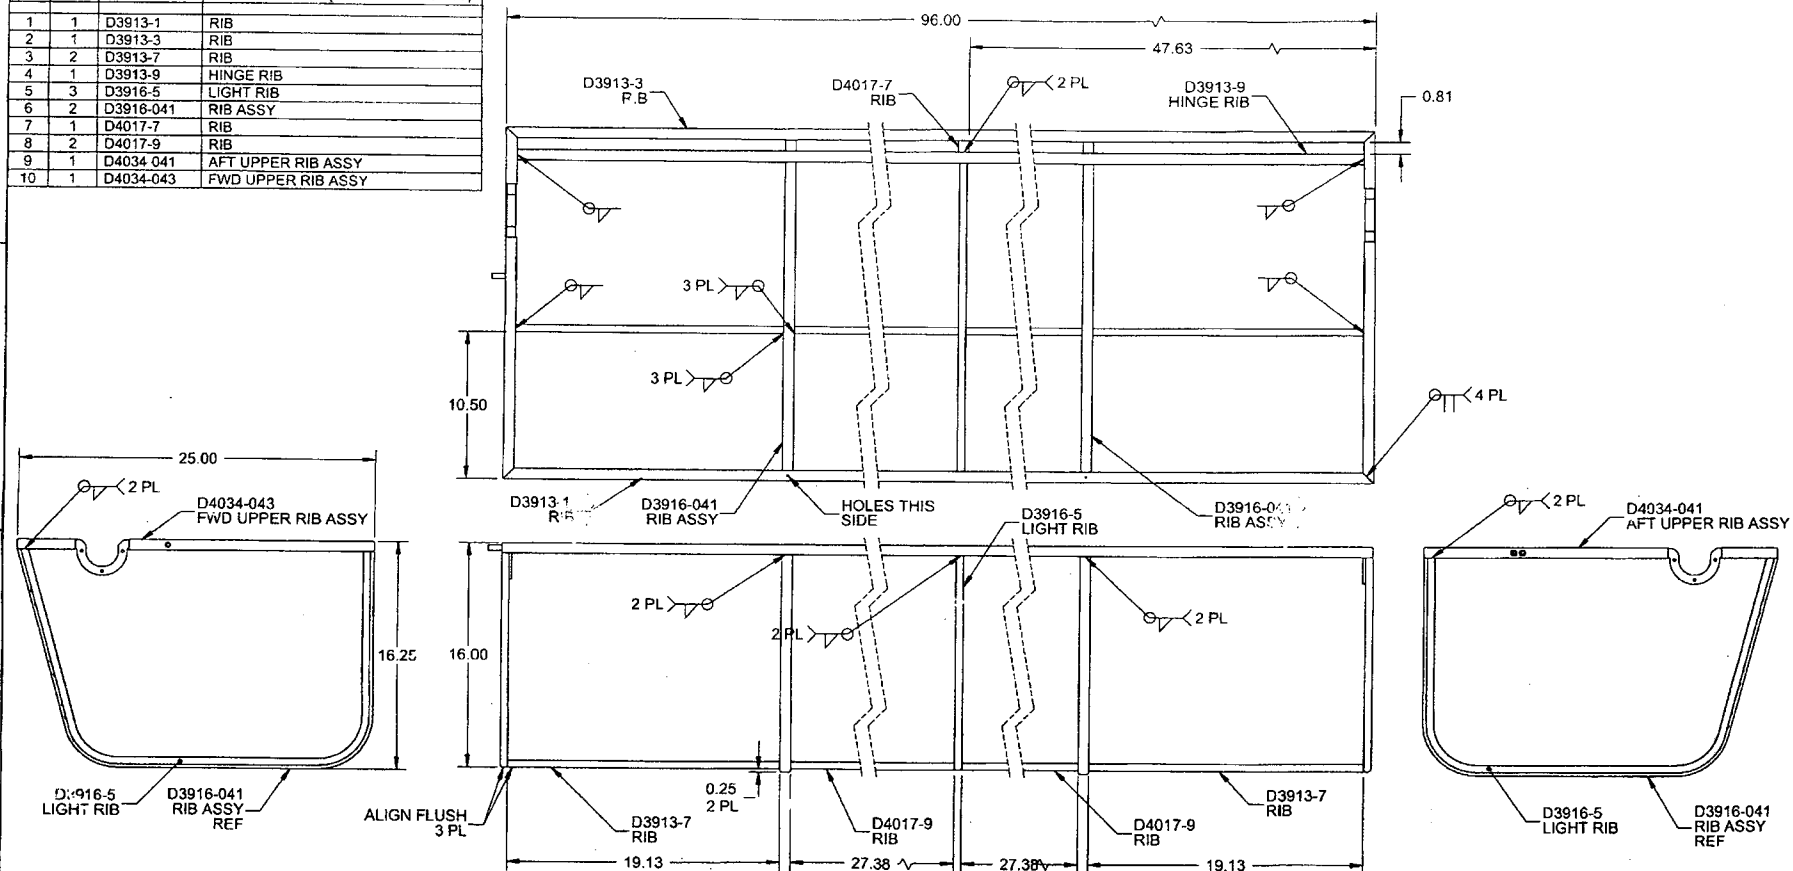 1 1 D3913-1 RIB
2 1 D3913-3 RIB
3 2 D3913-7 RIB
4 1 D3913-9 HINGE RIB
5 3 D3916-5 LIGHT RIB
6 2 D3916-041 RIB ASSY
7 1 D4017-7 RIB
8 2 D4017-9 RIB
9 1 D4034 041 AFT UPPER RIB ASSY
10 1 D4034-043 FWD UPPER RIB ASSY
96.00
47.63
D3913-3
D4017-7
RIB
2 PL
D3913-9
HINGE RIB
0.81
3 PL
3 PL
10.50
4 PL
D3913-1
RIB
D3916-041
RIB ASSY
HOLES THIS
SIDE
D3916-5
LIGHT RIB
RIB ASSY
25.00
2 PL
D4034-043
FWD UPPER RIB ASSY
16.25
D3916-5
LIGHT RIB
D3916-041
RIB ASSY
REF
16.00
2 PL
2 PL
2 PL
0.25
2 PL
ALIGN FLUSH
3 PL
D3913-7
RIB
D4017-9
RIB
D4017-9
RIB
D3913-7
RIB
19.13
27.38
27.38
19.13
2 PL
D4034-041
AFT UPPER RIB ASSY
D3916-5
LIGHT RIB
D3916-041
RIB ASSY
REF